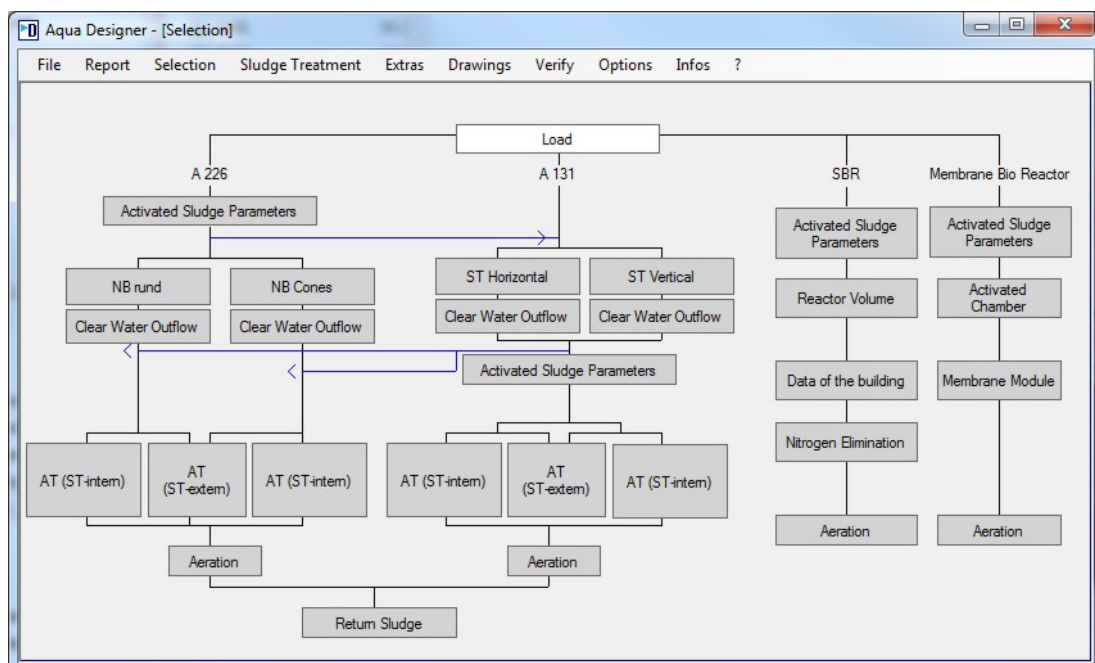 Aqua Designer - [Selection]
File Report Selection Sludge Treatment Extras Drawings Verify Options Infos ?
Load
A 226 A 131 SBR Membrane Bio Reactor
Activated Sludge Parameters
Activated Sludge
Parameters
Activated Sludge
Parameters
NB rund NB Cones ST Horizontal ST Vertical
Reactor Volume
Activated
Chamber
Clear Water Outflow Clear Water Outflow Clear Water Outflow Clear Water Outflow
Activated Sludge Parameters Data of the building Membrane Module
Nitrogen Elimination
AT (ST-intern)
AT
(ST-extern)
AT (ST-intern)
AT (ST-intern)
AT
(ST-extern)
AT (ST-intern)
Aeration Aeration
Aeration Aeration
Return Sludge